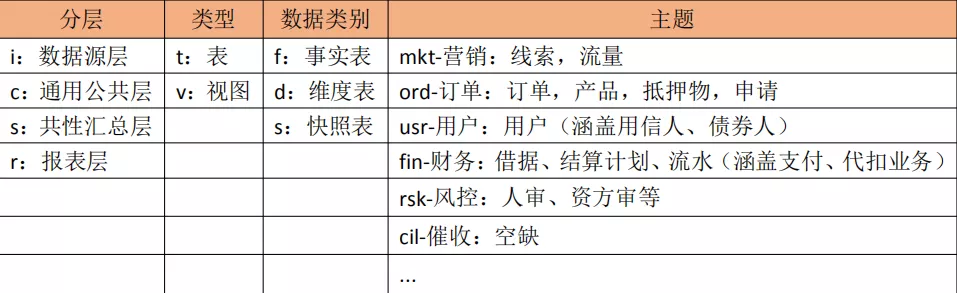 分层 类型 数据类别 主题
i：数据源层 t：表 f：事实表 mkt-营销：线索，流量
c：通用公共层 v：视图 d：维度表 ord-订单：订单，产品，抵押物，申请
s：共性汇总层 s：快照表 usr-用户：用户（涵盖用信人、债券人）
r：报表层 fin-财务：借据、结算计划、流水（涵盖支付、代扣业务）
rsk-风控：人审、资方审等
cil-催收：空缺
...